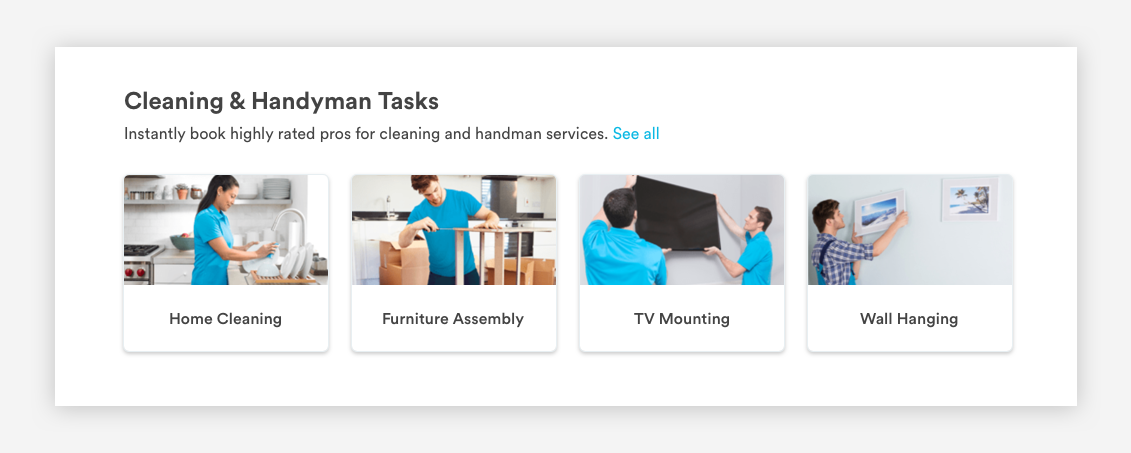 Cleaning & Handyman Tasks
Instantly book highly rated pros for cleaning and handman services. See all
Home Cleaning
Furniture Assembly
TV Mounting
Wall Hanging